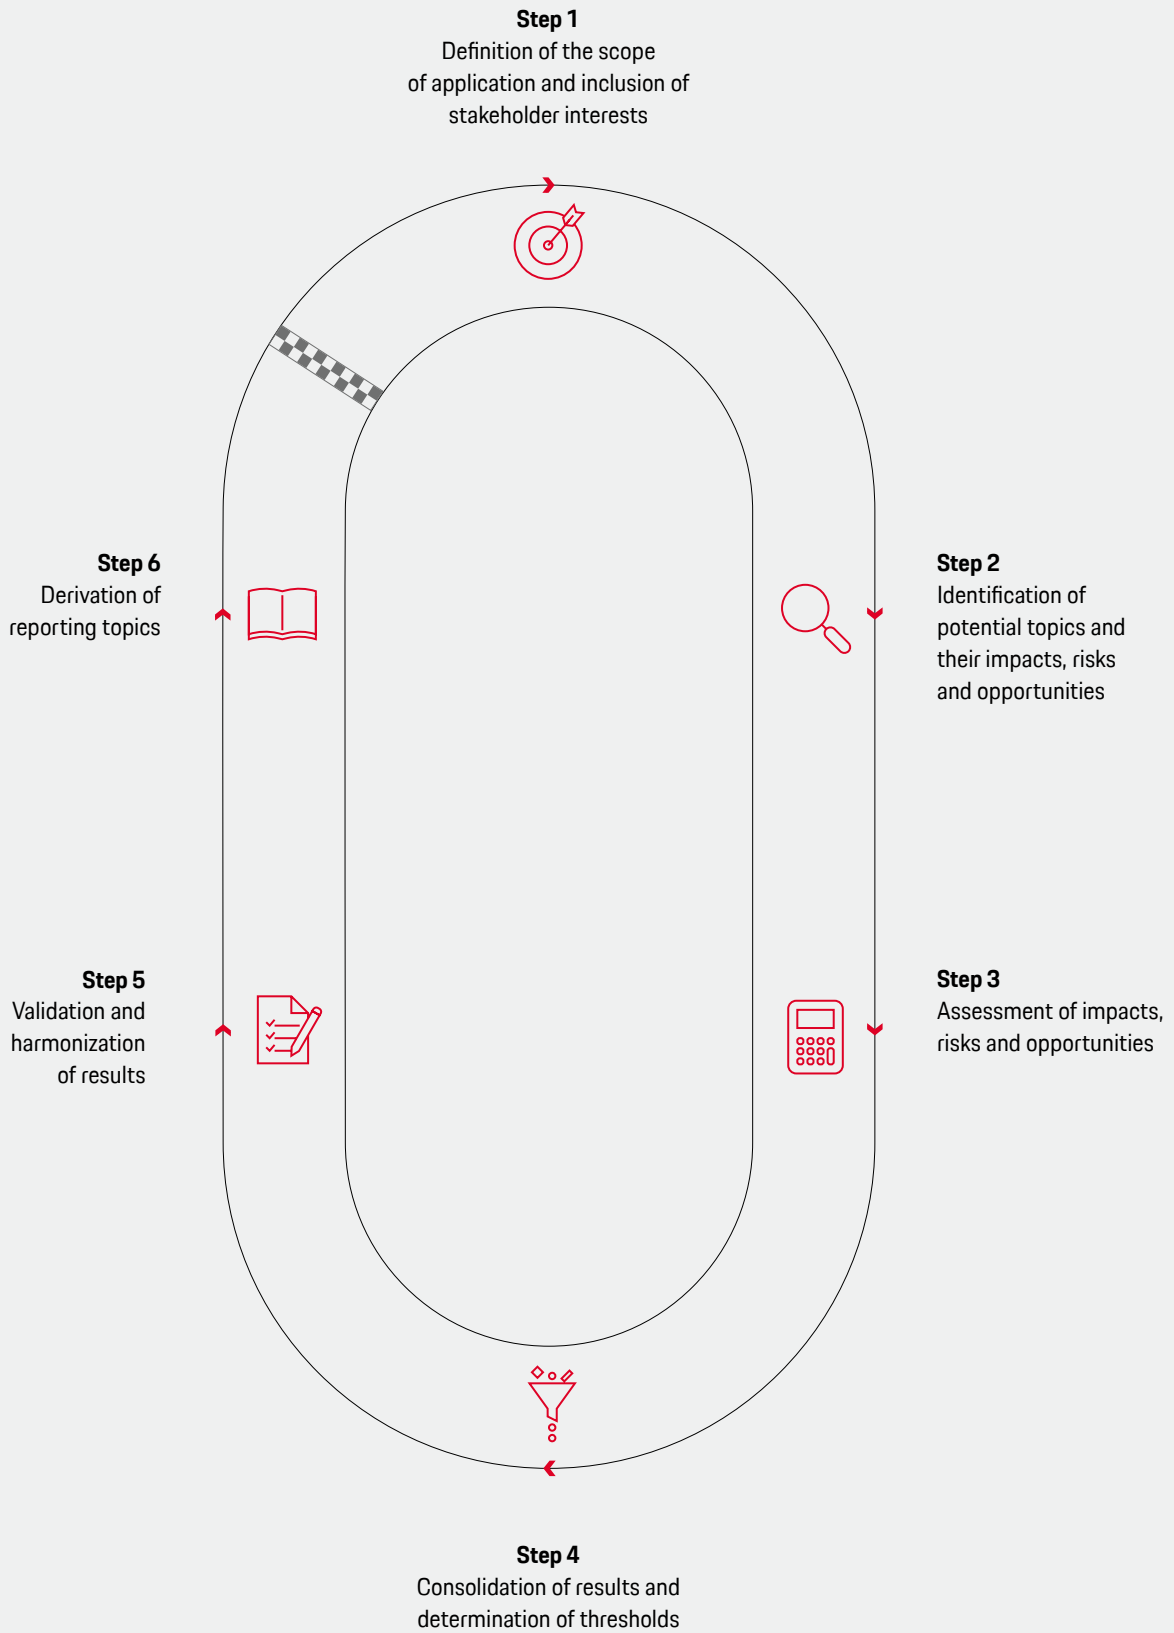 Step 1
Definition of the scope
of application and inclusion of
stakeholder interests
Step 2
Identification of
potential topics and
their impacts, risks
and opportunities
Step 3
Assessment of impacts,
risks and opportunities
Step 4
Consolidation of results and
determination of thresholds
Step 5
Validation and
harmonization
of results
Step 6
Derivation of
reporting topics